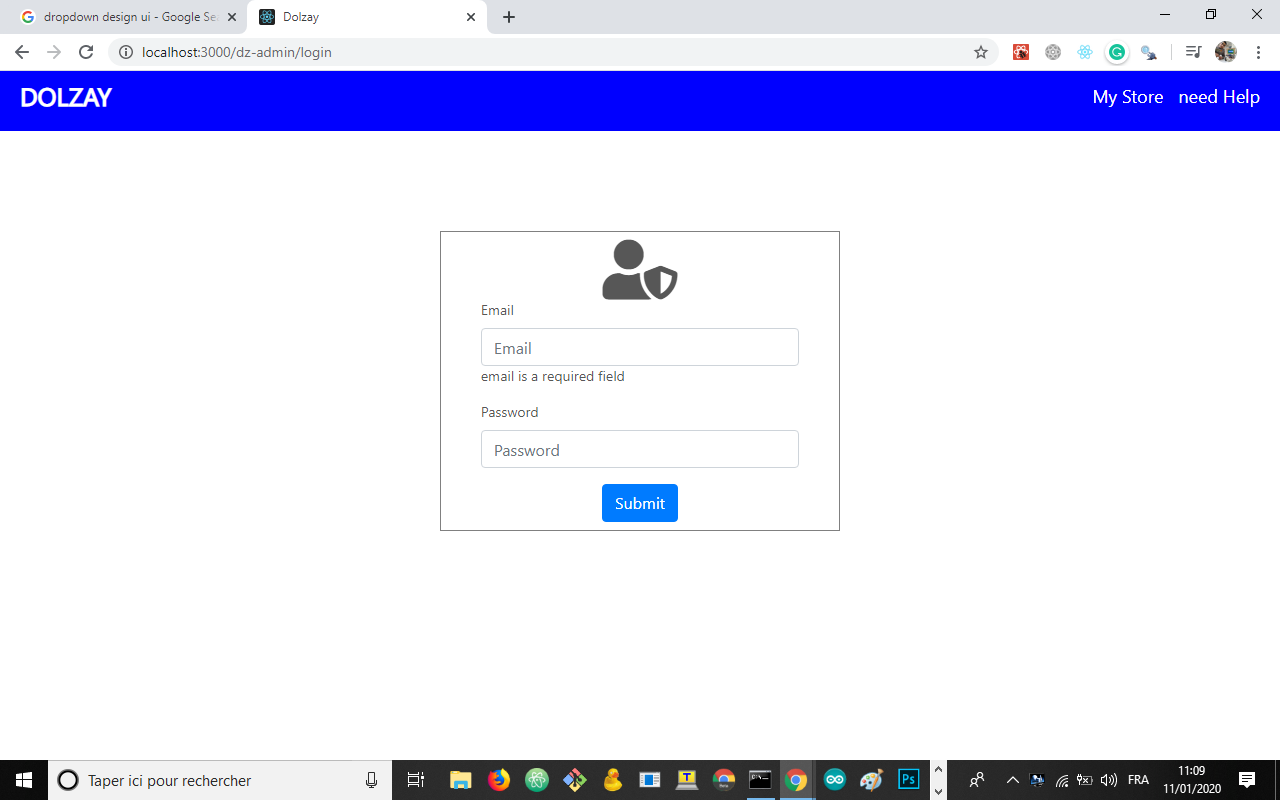 dropdown design ui - Google Se
Dolzay
localhost:3000/dz-admin/login
DOLZAY
My Store
need Help
Email
Email
email is a required field
Password
Password
Submit
Taper ici pour rechercher
T
Ps
FRA
11:09
11/01/2020